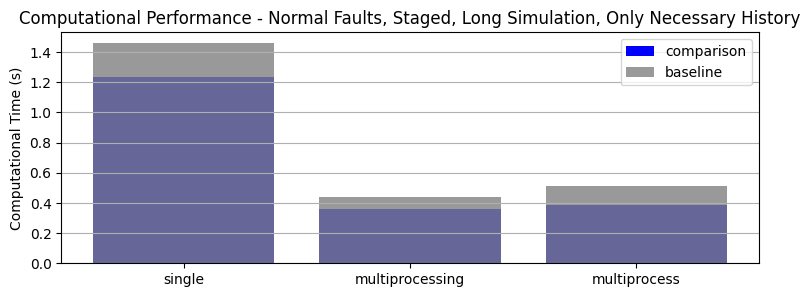 Computational Performance - Normal Faults, Staged, Long Simulation, Only Necessary History
Computational Time (s)
1.4
1.2
1.0
0.8
0.6
0.4
0.2
0.0
comparison
baseline
single
multiprocessing
multiprocess